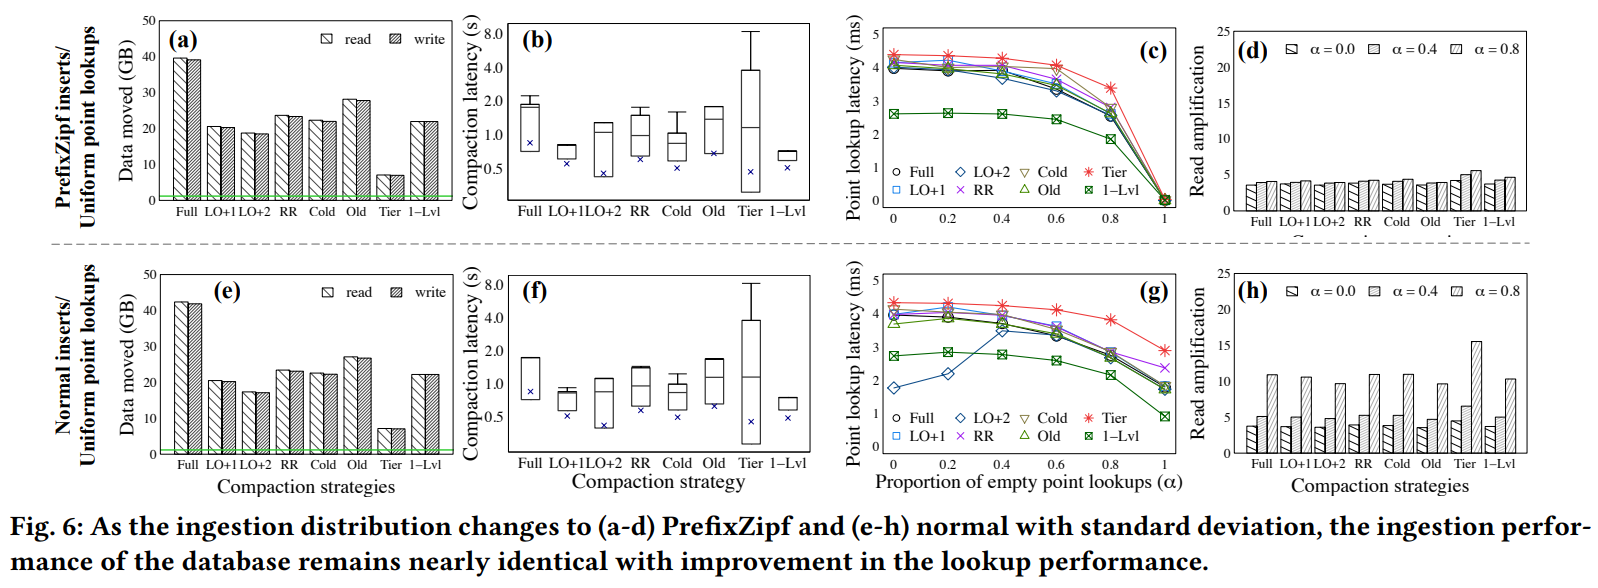 PrefixZipf inserts/
Uniform point lookups
Data moved (GB)
50
40
30
20
10
0
(a)
read
write
Full LO+1 LO+2 RR Cold Old Tier 1−Lvl
Compaction latency (s)
8.0
4.0
2.0
1.0
0.5
(b)
Full LO+1 LO+2 RR Cold Old Tier 1−Lvl
Point lookup latency (ms)
5
4
3
2
1
0
(c)
Full LO+2 Cold Tier
LO+1 RR Old 1−Lvl
0 0.2 0.4 0.6 0.8 1
Read amplification
25
20
15
10
5
0
(d)
α = 0.0 α = 0.4 α = 0.8
Full LO+1 LO+2 RR Cold Old Tier 1−Lvl
Normal inserts/
Uniform point lookups
Data moved (GB)
50
40
30
20
10
0
(e)
read
write
Full LO+1 LO+2 RR Cold Old Tier 1−Lvl
Compaction strategies
Compaction latency (s)
8.0
4.0
2.0
1.0
0.5
(f)
Full LO+1 LO+2 RR Cold Old Tier 1−Lvl
Compaction strategy
Point lookup latency (ms)
5
4
3
2
1
0
(g)
Full LO+2 Cold Tier
LO+1 RR Old 1−Lvl
0 0.2 0.4 0.6 0.8 1
Proportion of empty point lookups (α)
Read amplification
25
20
15
10
5
0
(h)
α = 0.0 α = 0.4 α = 0.8
Full LO+1 LO+2 RR Cold Old Tier 1−Lvl
Compaction strategies
Fig. 6: As the ingestion distribution changes to (a-d) PrefixZipf and (e-h) normal with standard deviation, the ingestion perfor-
mance of the database remains nearly identical with improvement in the lookup performance.